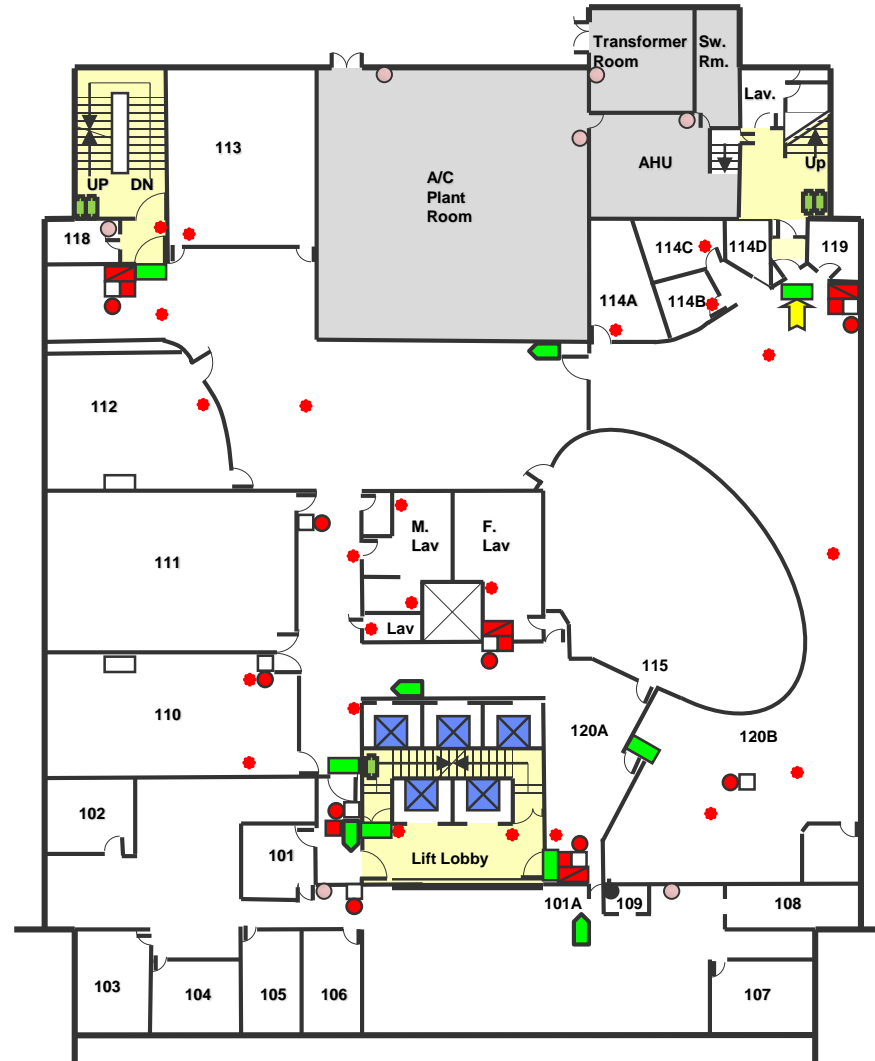 Transformer
Room
Sw.
Rm.
Lav.
113
A/C
Plant
Room
AHU
Up
UP
DN
118
114C
114D
119
114A
114B
112
M.
Lav
F.
Lav
111
Lav
115
110
120A
120B
102
101
Lift Lobby
101A
109
108
103
104
105
106
107